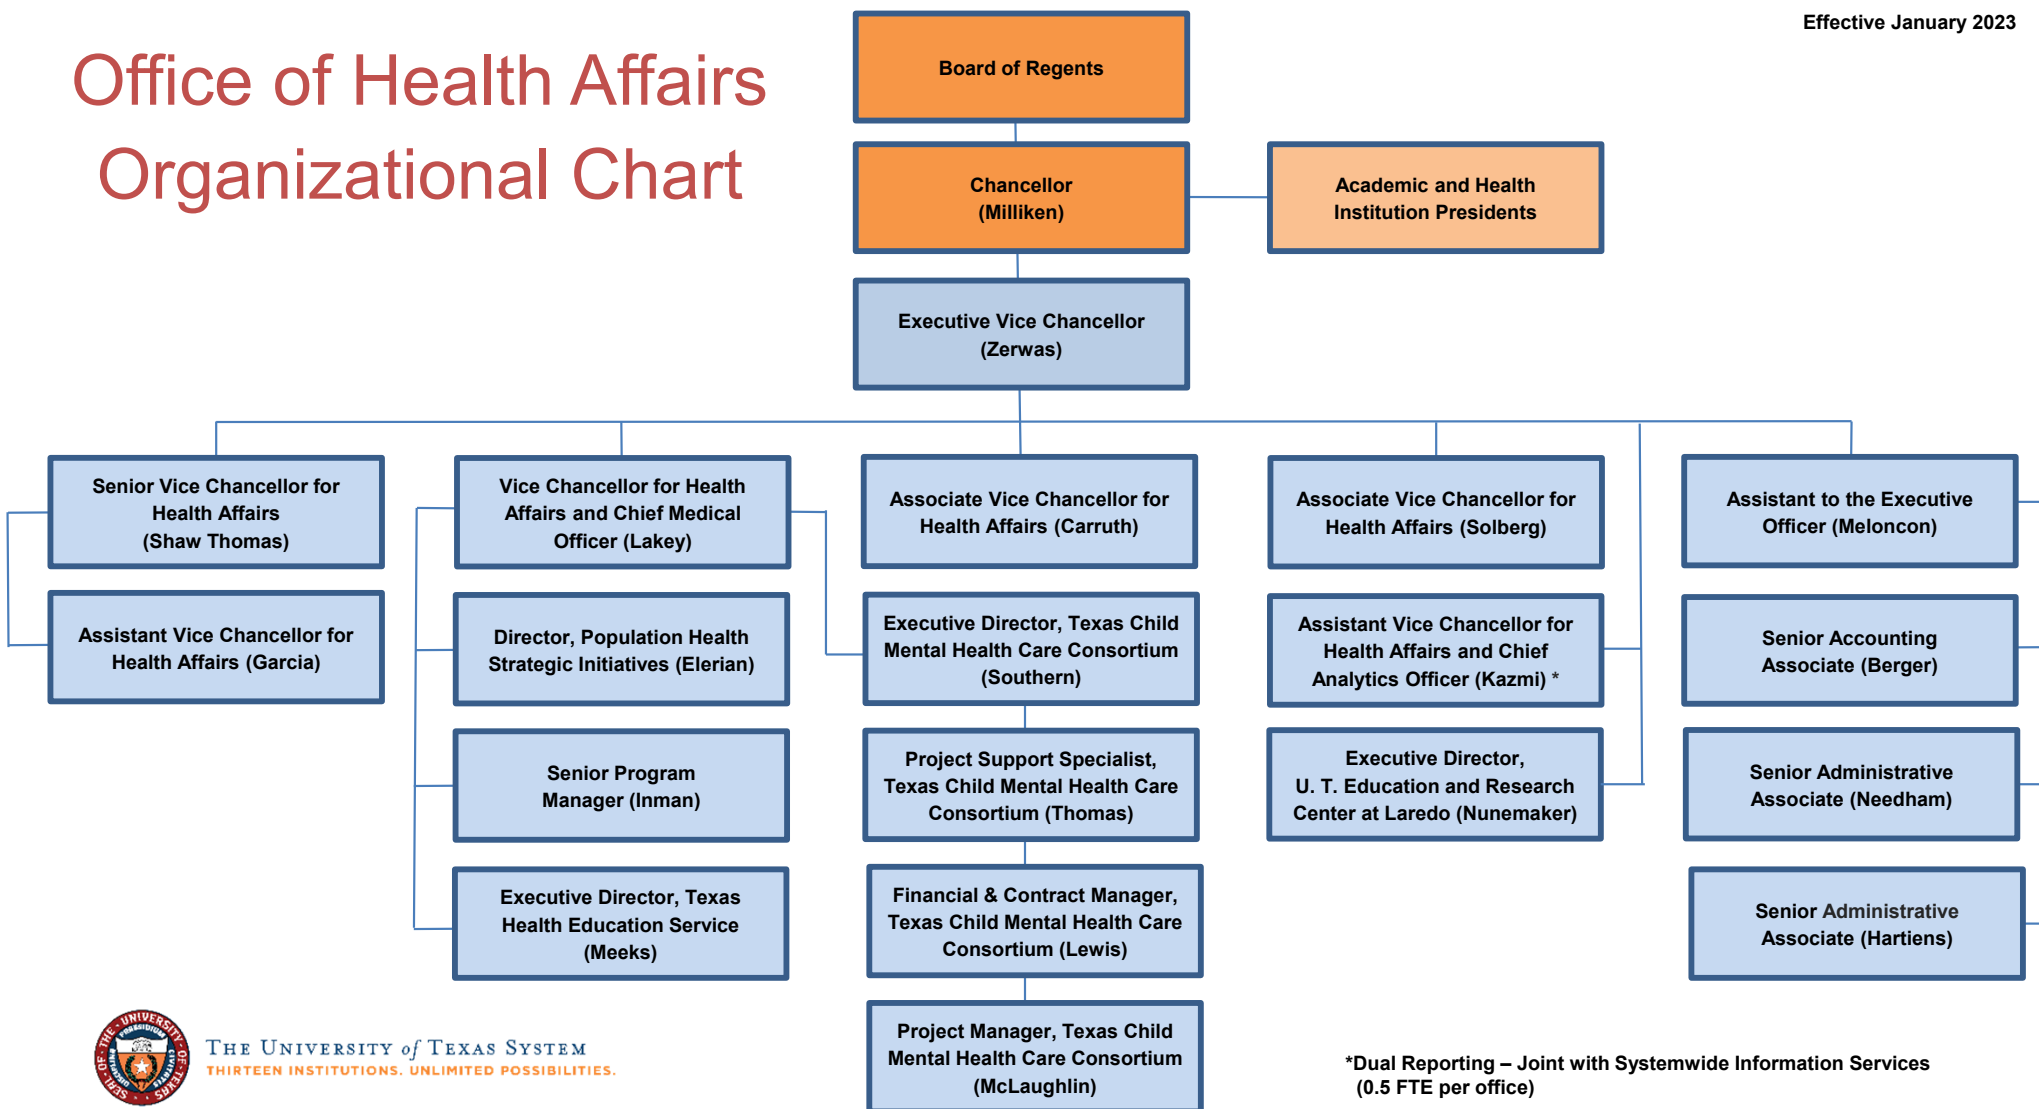 Effective January 2023
Office of Health Affairs
Organizational Chart
Board of Regents
Chancellor
(Milliken)
Academic and Health
Institution Presidents
Executive Vice Chancellor
(Zerwas)
Senior Vice Chancellor for
Health Affairs
(Shaw Thomas)
Assistant Vice Chancellor for
Health Affairs (Garcia)
Vice Chancellor for Health
Affairs and Chief Medical
Officer (Lakey)
Director, Population Health
Strategic Initiatives (Elerian)
Senior Program
Manager (Inman)
Executive Director, Texas
Health Education Service
(Meeks)
Associate Vice Chancellor for
Health Affairs (Carruth)
Executive Director, Texas Child
Mental Health Care Consortium
(Southern)
Project Support Specialist,
Texas Child Mental Health Care
Consortium (Thomas)
Financial & Contract Manager,
Texas Child Mental Health Care
Consortium (Lewis)
Project Manager, Texas Child
Mental Health Care Consortium
(McLaughlin)
Associate Vice Chancellor for
Health Affairs (Solberg)
Assistant Vice Chancellor for
Health Affairs and Chief
Analytics Officer (Kazmi) *
Executive Director,
U. T. Education and Research
Center at Laredo (Nunemaker)
Assistant to the Executive
Officer (Meloncon)
Senior Accounting
Associate (Berger)
Senior Administrative
Associate (Needham)
Senior Administrative
Associate (Hartiens)
SEAL OF THE UNIVERSITY OF TEXAS
THE UNIVERSITY of TEXAS SYSTEM
THIRTEEN INSTITUTIONS. UNLIMITED POSSIBILITIES.
*Dual Reporting – Joint with Systemwide Information Services
(0.5 FTE per office)